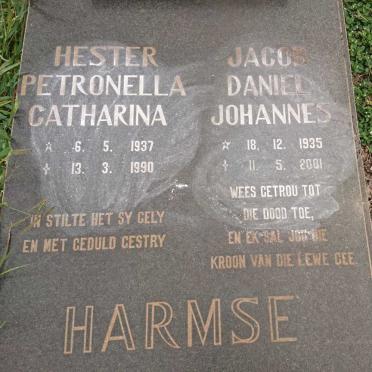 HESTER
PETRONELLA
CATHARINA
☆ 6. 5. 1937
✝ 13. 3. 1990
IN STILTE HET SY GELY
EN MET GEDULD GESTRY
JACOB
DANIEL
JOHANNES
☆ 18. 12. 1935
✝ 11. 5. 2001
WEES GETROU TOT
DIE DOOD TOE,
EN EK SAL JOU DIE
KROON VAN DIE LEWE GEE
HARMSE